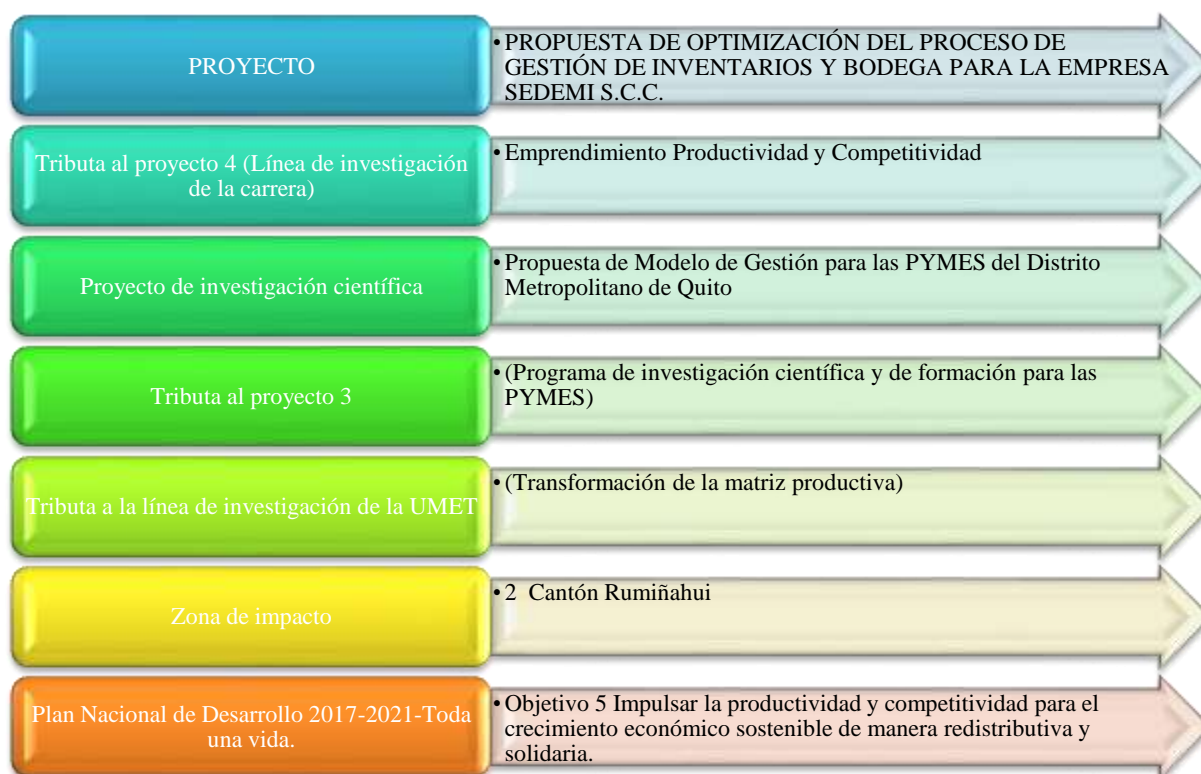 PROYECTO
• PROPUESTA DE OPTIMIZACIÓN DEL PROCESO DE
GESTIÓN DE INVENTARIOS Y BODEGA PARA LA EMPRESA
SEDEMI S.C.C.
Tributa al proyecto 4 (Línea de investigación
de la carrera)
• Emprendimiento Productividad y Competitividad
Proyecto de investigación científica
• Propuesta de Modelo de Gestión para las PYMES del Distrito
Metropolitano de Quito
Tributa al proyecto 3
• (Programa de investigación científica y de formación para las
PYMES)
Tributa a la línea de investigación de la UMET
• (Transformación de la matriz productiva)
Zona de impacto
• 2 Cantón Rumiñahui
Plan Nacional de Desarrollo 2017-2021-Toda
una vida.
• Objetivo 5 Impulsar la productividad y competitividad para el
crecimiento económico sostenible de manera redistributiva y
solidaria.